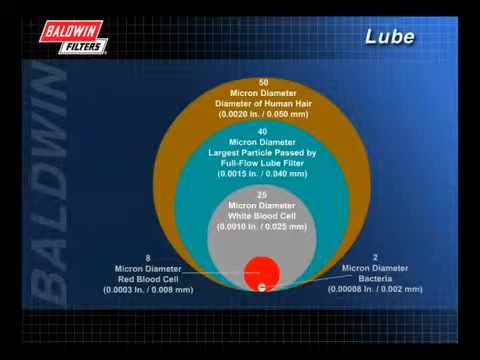 BALDWIN
FILTERS
Lube
BALDWIN
50
Micron Diameter
Diameter of Human Hair
(0.0020 In. / 0.050 mm)
40
Micron Diameter
Largest Particle Passed by
Full-Flow Lube Filter
(0.0015 In. / 0.040 mm)
25
Micron Diameter
White Blood Cell
(0.0010 In. / 0.025 mm)
8
Micron Diameter
Red Blood Cell
(0.0003 In. / 0.008 mm)
2
Micron Diameter
Bacteria
(0.00008 In. / 0.002 mm)